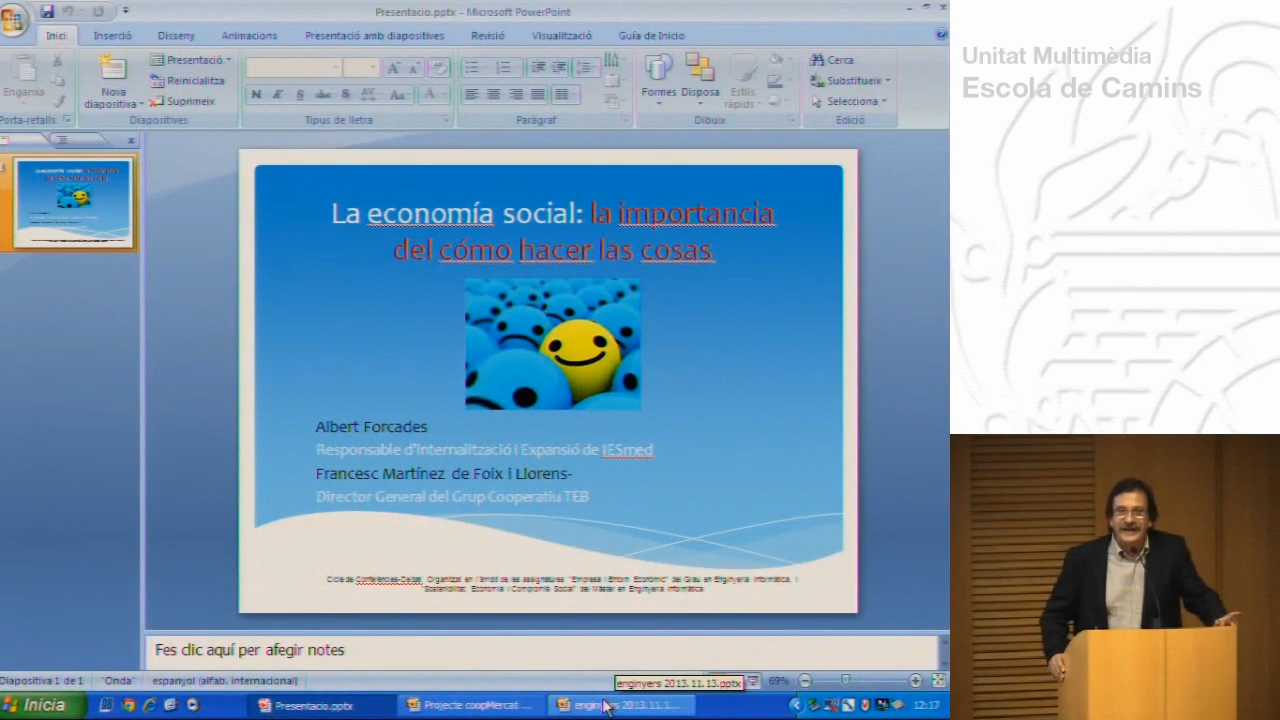 Presentacio.pptx - Microsoft PowerPoint
Inici
Inserció
Disseny
Animacions
Presentació amb diapositives
Revisió
Visualització
Guía de Inicio
Enganxa
Porta-retalls
Nova
diapositiva
Presentació
Reinicialitza
Suprimeix
Diapositives
Tipus de lletra
Paràgraf
Formes
Disposa
Estils
ràpids
Dibuix
Cerca
Substitueix
Selecciona
Edició
Unitat Multimèdia
Escola de Camins
La economía social: la importancia
del cómo hacer las cosas
Albert Forcades
Responsable d'Internalització i Expansió de IESmed
Francesc Martínez de Foix i Llorens-
Director General del Grup Cooperatiu TEB
Cicle de Conferències-Debat, Organitzat en l'àmbit de les assignatures "Empresa i Entorn Econòmic" del Grau en Enginyeria Informàtica, i
"Sostenibilitat, Economia i Compromís Social" del Màster en Enginyeria Informàtica
Fes clic aquí per afegir notes
Diapositiva 1 de 1
"Onda"
espanyol (alfab. internacional)
enginyers 2013.11.13.pptx
69%
Inicia
Presentacio.pptx
Projecte coopMercat ...
enginyers 2013.11.1...
12:17